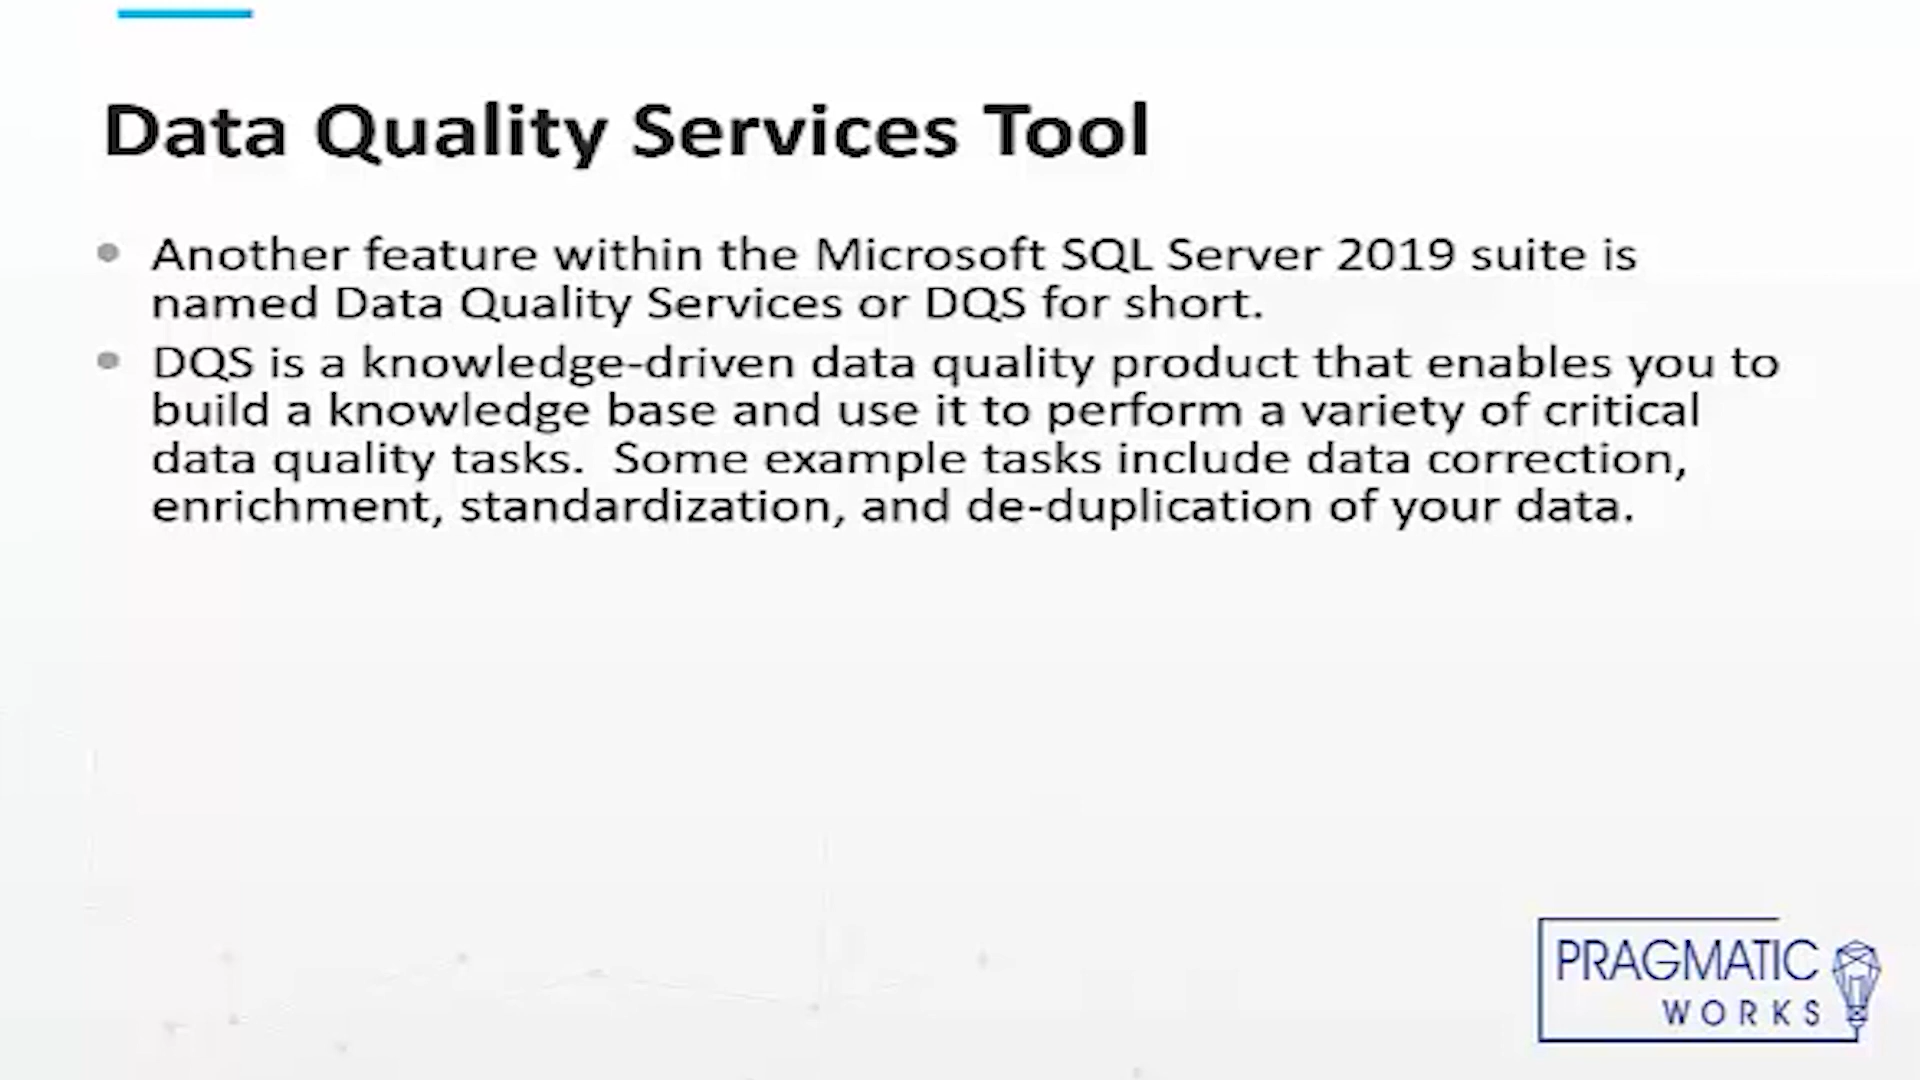 Data Quality Services Tool
Another feature within the Microsoft SQL Server 2019 suite is
named Data Quality Services or DQS for short.
DQS is a knowledge-driven data quality product that enables you to
build a knowledge base and use it to perform a variety of critical
data quality tasks.  Some example tasks include data correction,
enrichment, standardization, and de-duplication of your data.
PRAGMATIC
WORKS